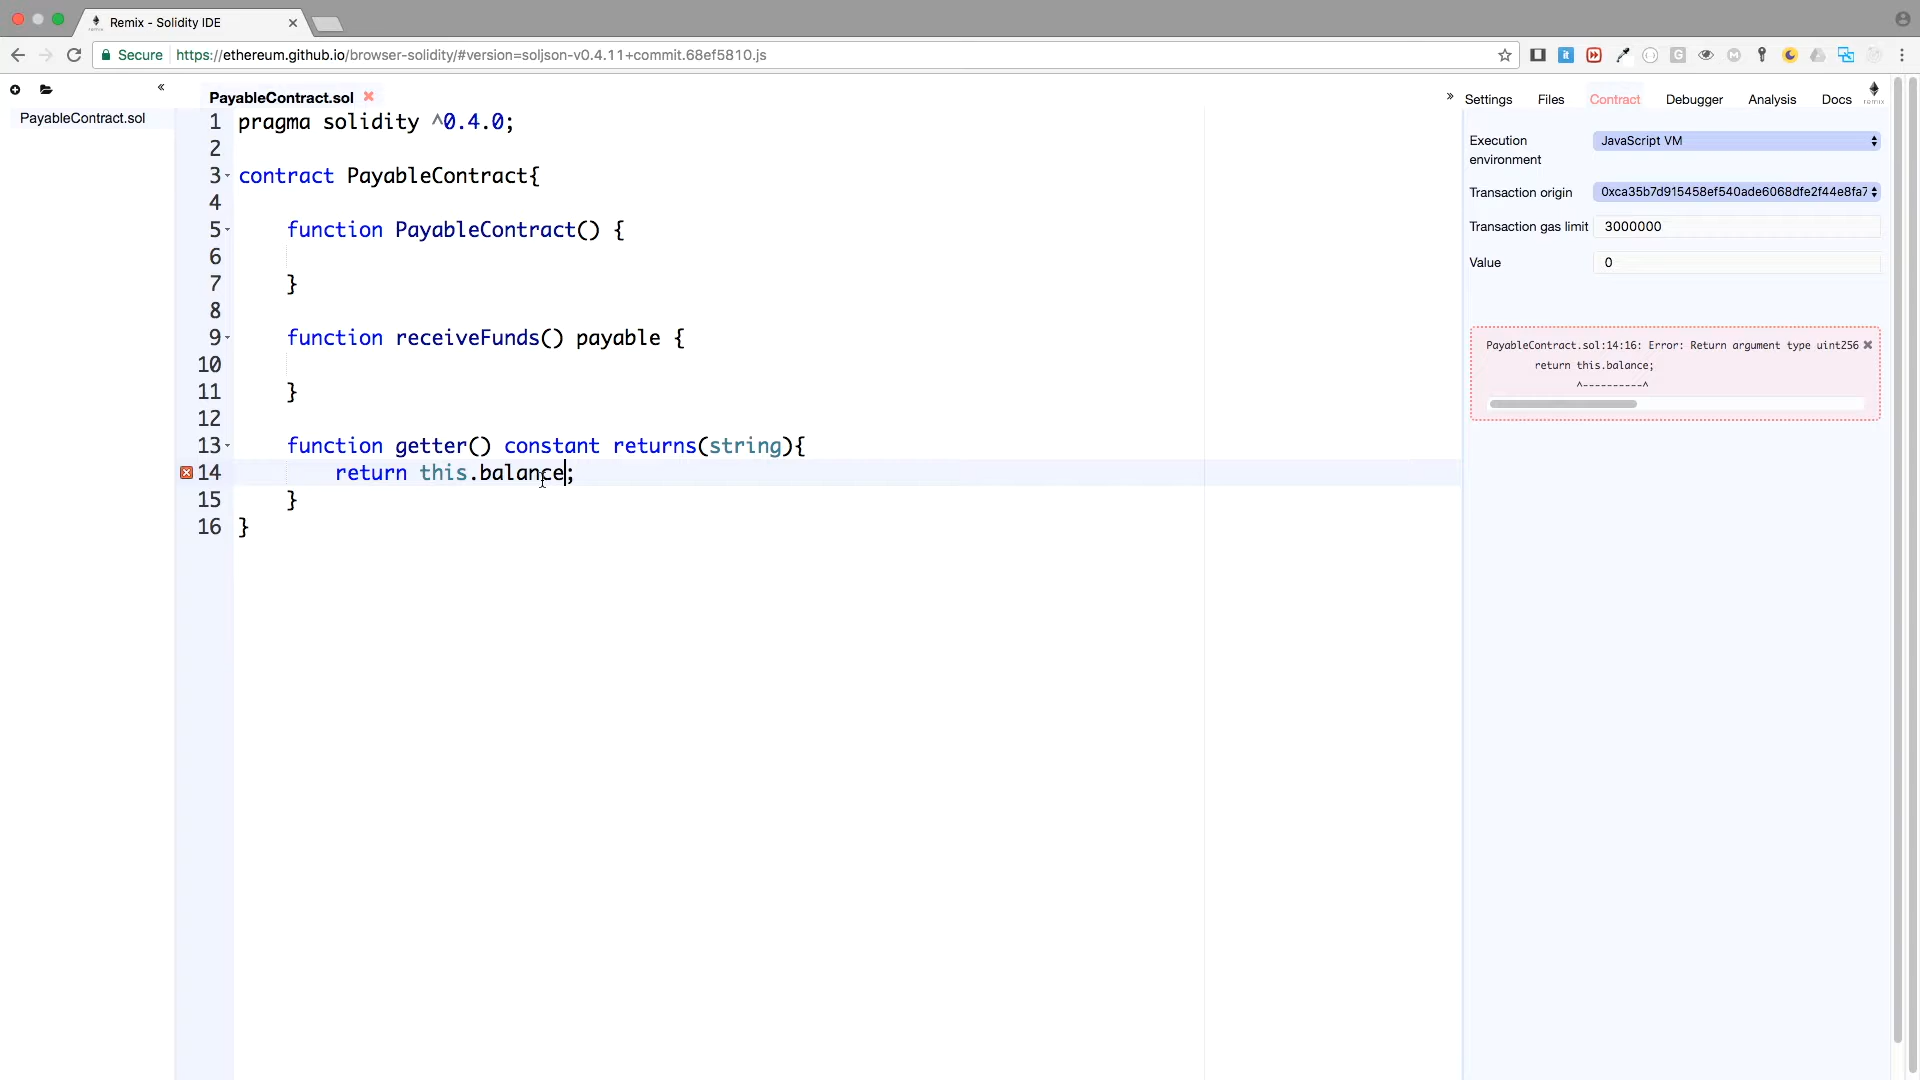 Remix - Solidity IDE
Secure https://ethereum.github.io/browser-solidity/#version=soljson-v0.4.11+commit.68ef5810.js
PayableContract.sol
PayableContract.sol
Settings Files Contract Debugger Analysis Docs
remix
1 pragma solidity ^0.4.0;
2
3 contract PayableContract{
4
5 function PayableContract() {
6
7 }
8
9 function receiveFunds() payable {
10
11 }
12
13 function getter() constant returns(string){
14 return this.balance;
15 }
16 }
Execution environment JavaScript VM
Transaction origin 0xca35b7d915458ef540ade6068dfe2f44e8fa7
Transaction gas limit 3000000
Value 0
PayableContract.sol:14:16: Error: Return argument type uint256
return this.balance;
^----------^